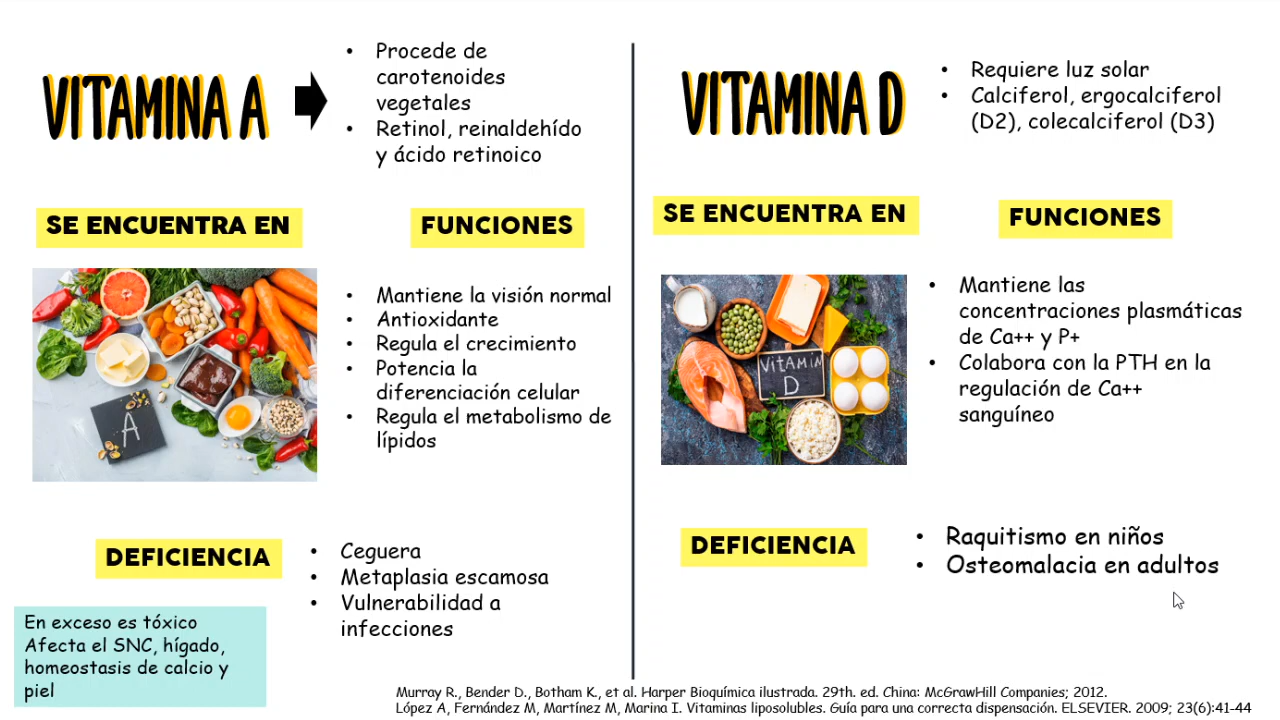 VITAMINA A
• Procede de
carotenoides
vegetales
• Retinol, reinaldehído
y ácido retinoico
SE ENCUENTRA EN
FUNCIONES
A
• Mantiene la visión normal
• Antioxidante
• Regula el crecimiento
• Potencia la
diferenciación celular
• Regula el metabolismo de
lípidos
DEFICIENCIA
• Ceguera
• Metaplasia escamosa
• Vulnerabilidad a
infecciones
En exceso es tóxico
Afecta el SNC, hígado,
homeostasis de calcio y
piel
VITAMINA D
• Requiere luz solar
• Calciferol, ergocalciferol
(D2), colecalciferol (D3)
SE ENCUENTRA EN
FUNCIONES
VITAMIN
D
• Mantiene las
concentraciones plasmáticas
de Ca++ y P+
• Colabora con la PTH en la
regulación de Ca++
sanguíneo
DEFICIENCIA
• Raquitismo en niños
• Osteomalacia en adultos
Murray R., Bender D., Botham K., et al. Harper Bioquímica ilustrada. 29th. ed. China: McGrawHill Companies; 2012.
López A, Fernández M, Martínez M, Marina I. Vitaminas liposolubles. Guía para una correcta dispensación. ELSEVIER. 2009; 23(6):41-44